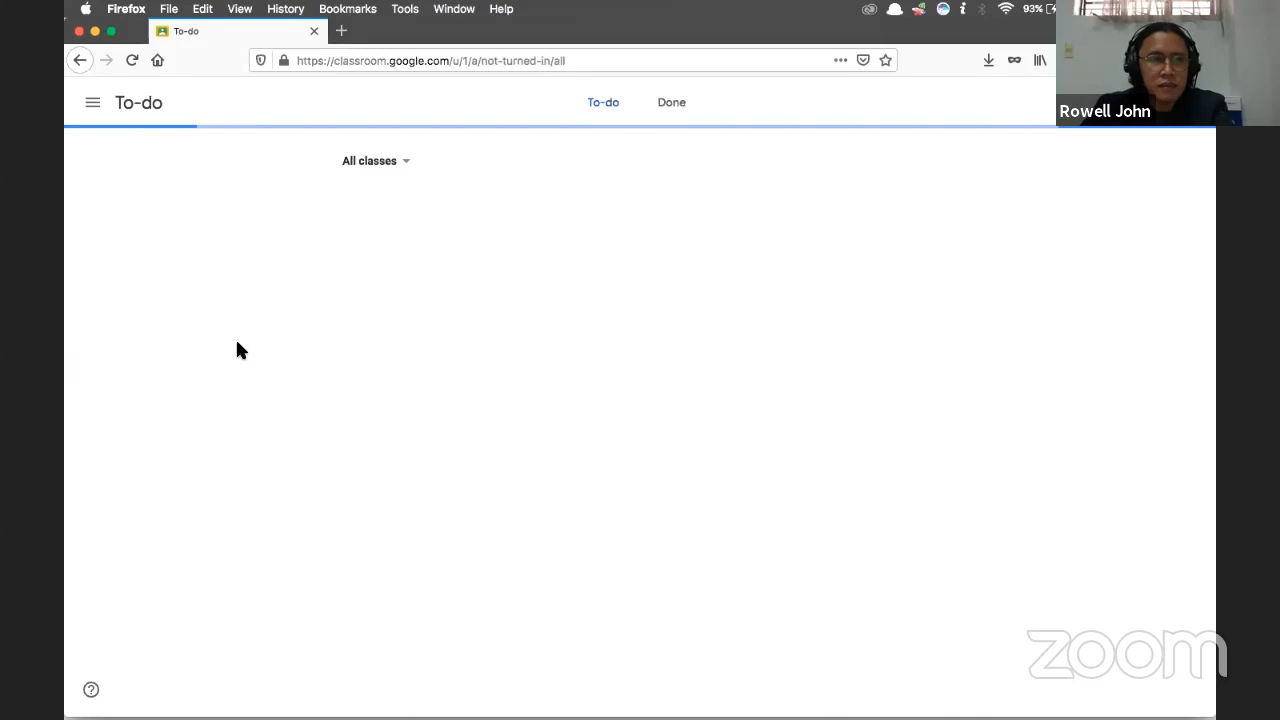 Firefox File Edit View History Bookmarks Tools Window Help 93%
To-do
https://classroom.google.com/u/1/a/not-turned-in/all
To-do To-do Done
Rowell John
All classes
zoom